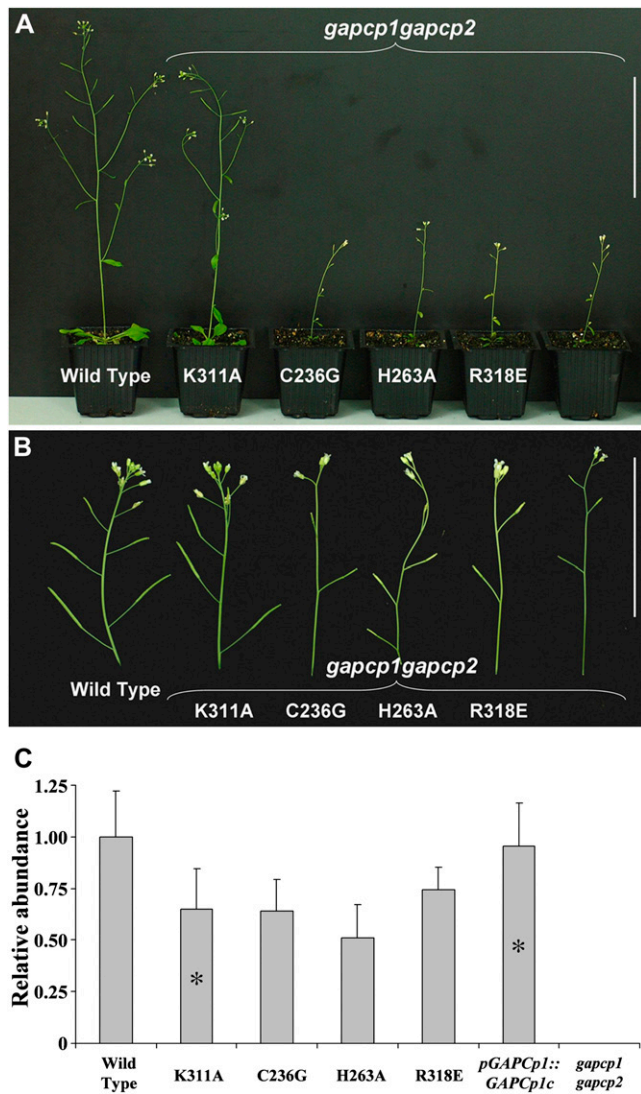 A
gapcp1gapcp2
Wild Type
K311A
C236G
H263A
R318E
B
Wild Type
gapcp1gapcp2
K311A
C236G
H263A
R318E
C
Relative abundance
1.25
1.00
0.75
0.50
0.25
0
*
*
Wild
Type
K311A
C236G
H263A
R318E
pGAPCp1::
GAPCp1c
gapcp1
gapcp2